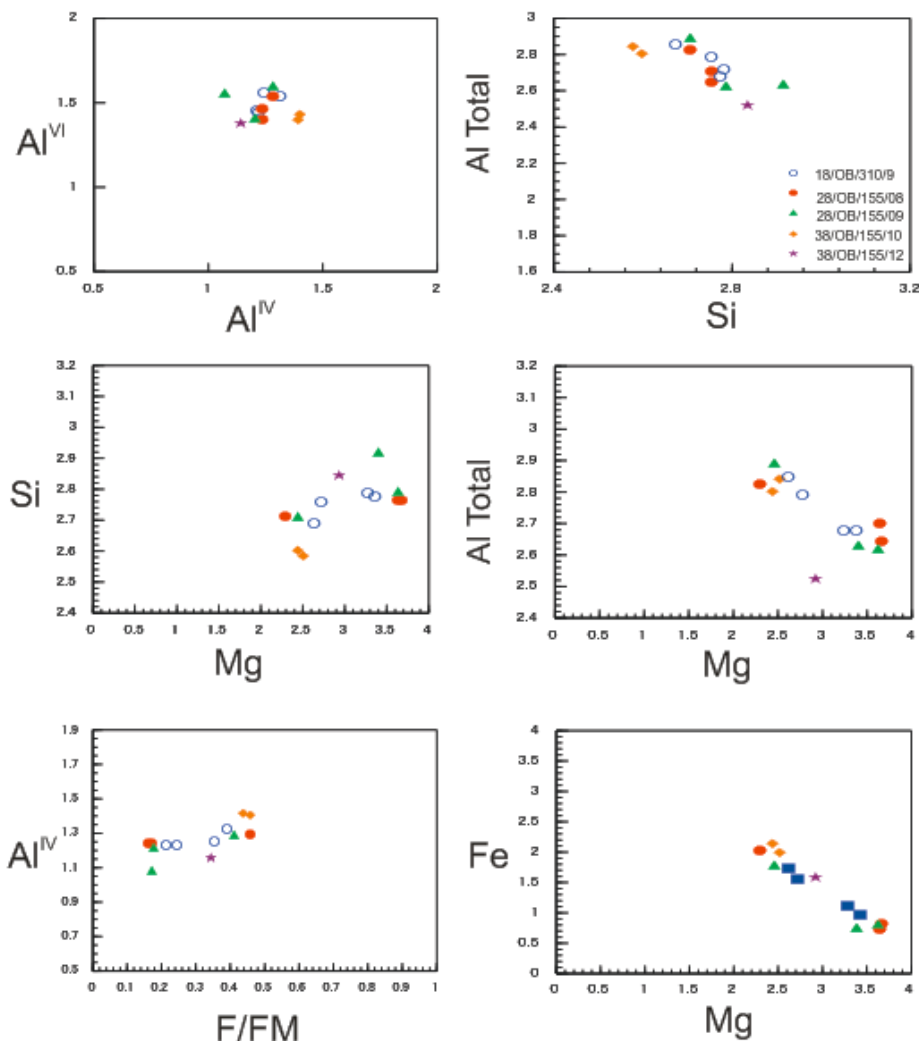 2
1.5
1
0.5
Al^VI
0.5 1 1.5 2
Al^IV
3
2.8
2.6
2.4
2.2
2
1.8
1.6
Al Total
18/OB/310/9
28/OB/155/08
28/OB/155/09
38/OB/155/10
38/OB/155/12
2.4 2.8 3.2
Si
3.2
3.1
3
2.9
2.8
2.7
2.6
2.5
2.4
Si
0 0.5 1 1.5 2 2.5 3 3.5 4
Mg
3.2
3.1
3
2.9
2.8
2.7
2.6
2.5
2.4
Al Total
0 0.5 1 1.5 2 2.5 3 3.5 4
Mg
1.9
1.7
1.5
1.3
1.1
0.9
0.7
0.5
Al^IV
0 0.1 0.2 0.3 0.4 0.5 0.6 0.7 0.8 0.9 1
F/FM
4
3.5
3
2.5
2
1.5
1
0.5
0
Fe
0 0.5 1 1.5 2 2.5 3 3.5 4
Mg